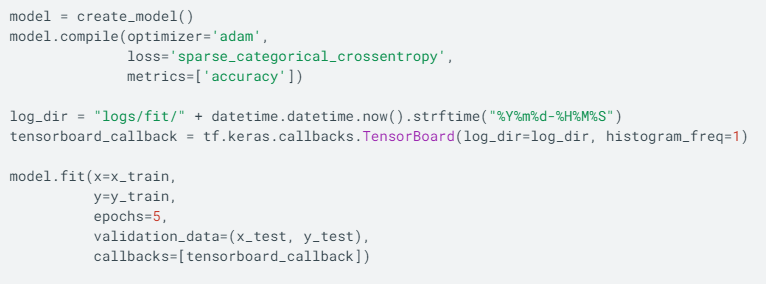 model = create_model()
model.compile(optimizer='adam',
              loss='sparse_categorical_crossentropy',
              metrics=['accuracy'])

log_dir = "logs/fit/" + datetime.datetime.now().strftime("%Y%m%d-%H%M%S")
tensorboard_callback = tf.keras.callbacks.TensorBoard(log_dir=log_dir, histogram_freq=1)

model.fit(x=x_train,
          y=y_train,
          epochs=5,
          validation_data=(x_test, y_test),
          callbacks=[tensorboard_callback])